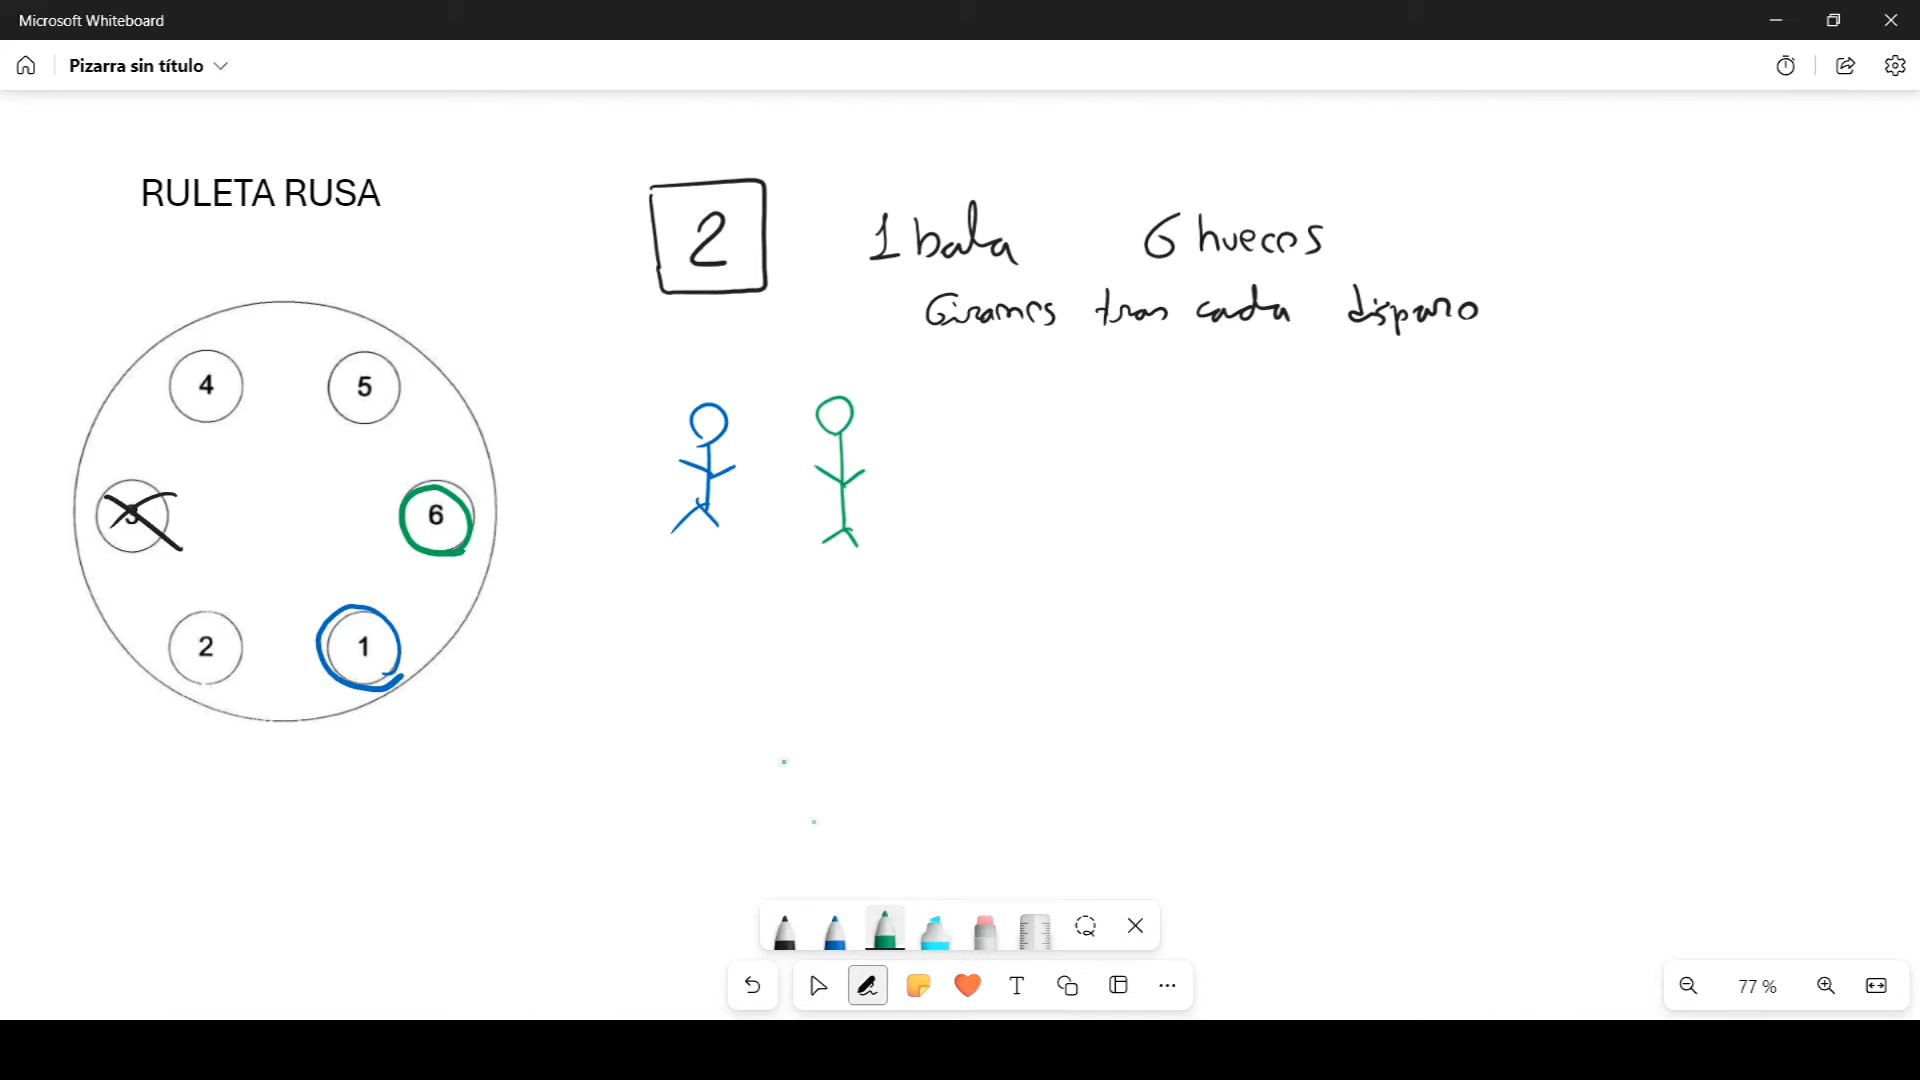 Microsoft Whiteboard
Pizarra sin título
RULETA RUSA
2
1 bala 6 huecos
Giramos tras cada disparo
4 5
3 6
2 1
77 %